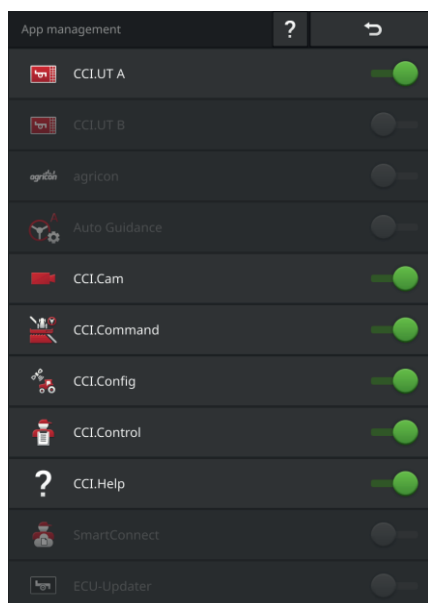 App management ?
CCI.UT A
CCI.UT B
agricon agricon
Auto Guidance
CCI.Cam
CCI.Command
CCI.Config
CCI.Control
? CCI.Help
SmartConnect
ECU-Updater